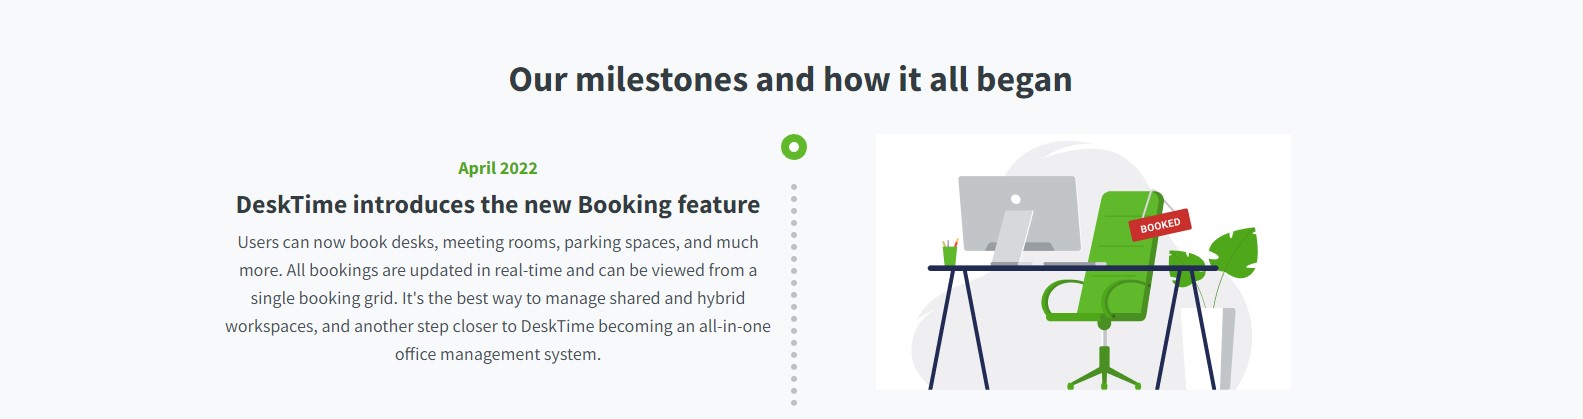 Our milestones and how it all began
April 2022
DeskTime introduces the new Booking feature
Users can now book desks, meeting rooms, parking spaces, and much
more. All bookings are updated in real-time and can be viewed from a
single booking grid. It's the best way to manage shared and hybrid
workspaces, and another step closer to DeskTime becoming an all-in-one
office management system.
BOOKED